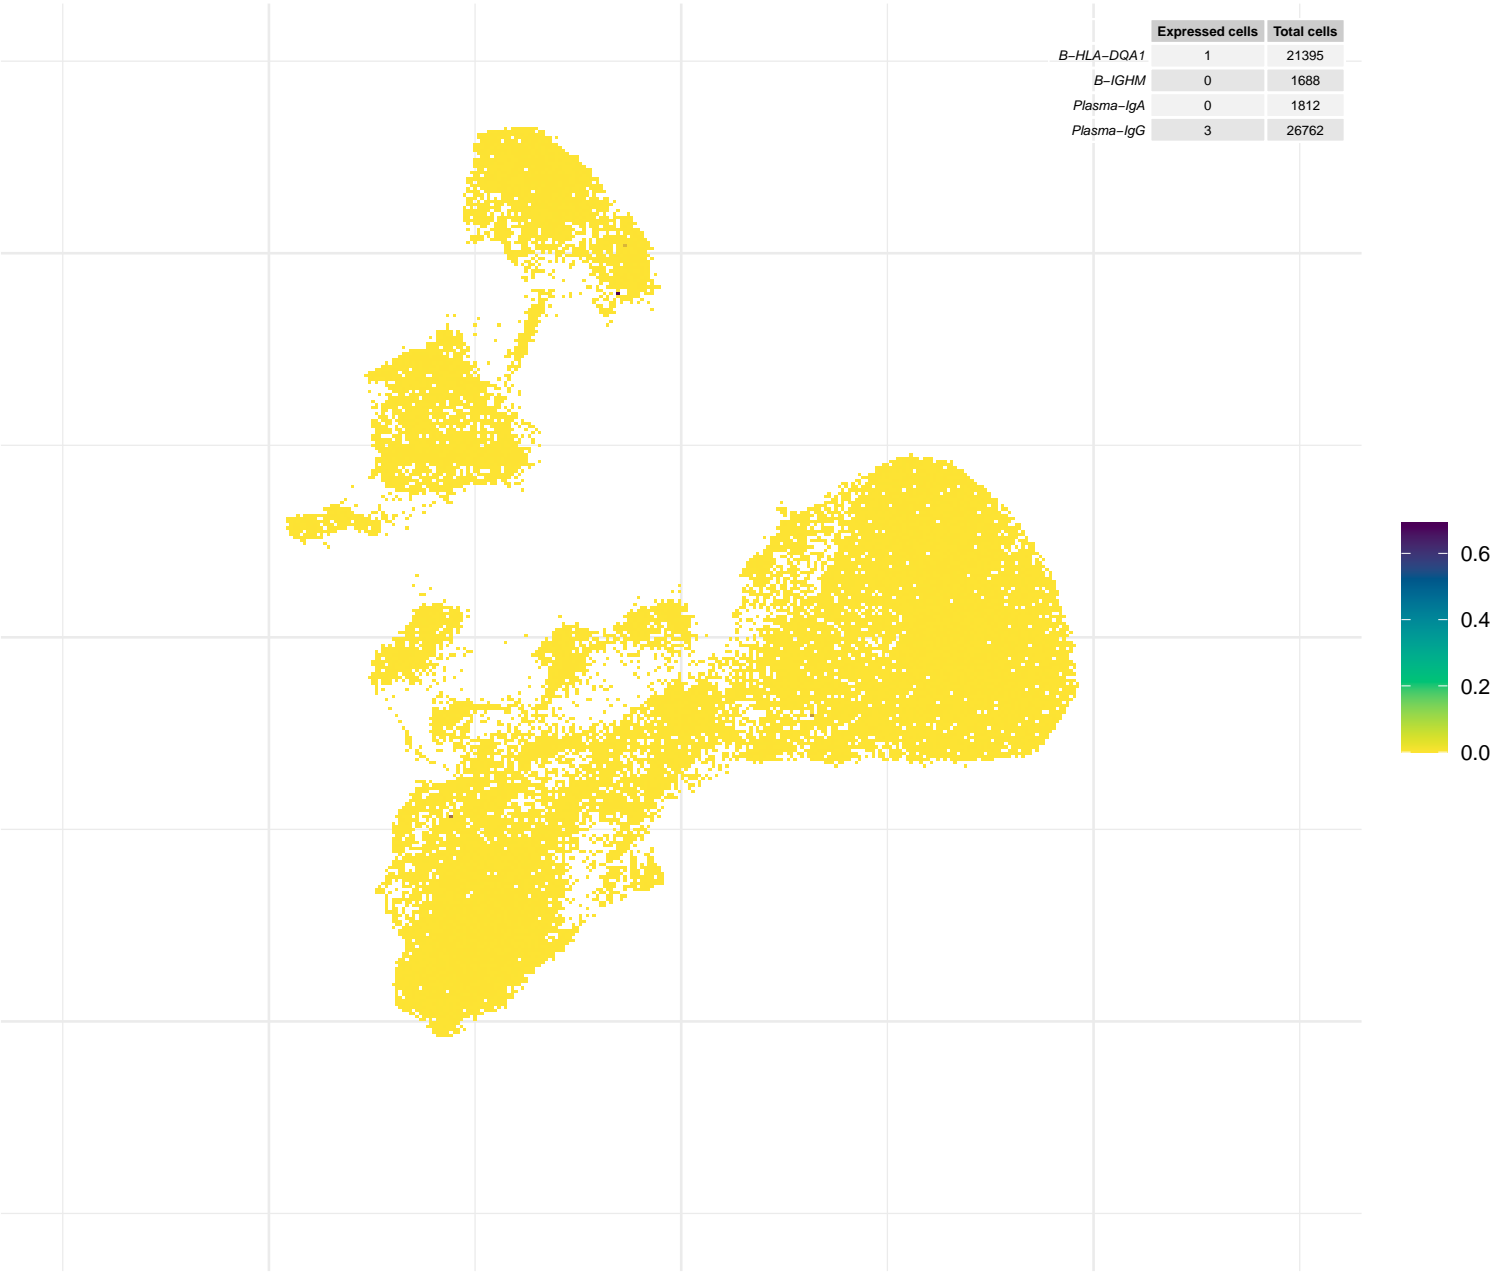 Expressed cells Total cells
B−HLA−DQA1 1 21395
B−IGHM 0 1688
Plasma−IgA 0 1812
Plasma−IgG 3 26762
0.6
0.4
0.2
0.0